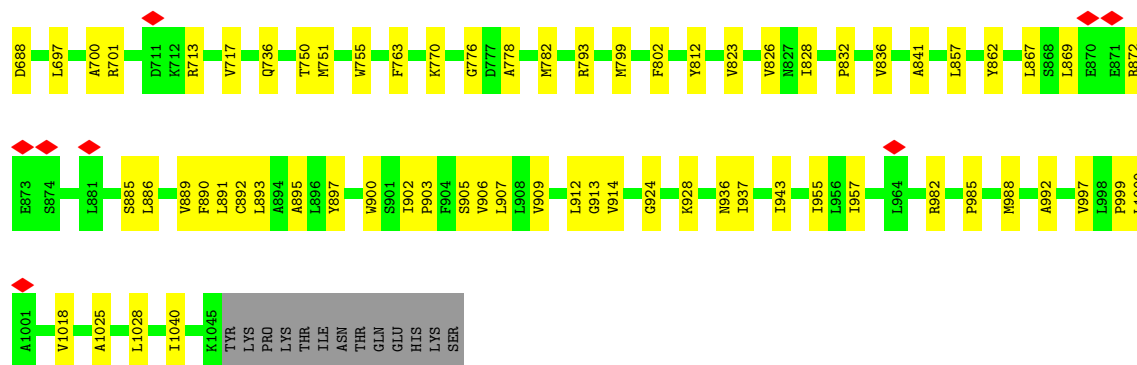 D688 L697 A700 R701 D711 K712 R713 V717 Q736 T750 M751 W755 F763 K770 G776 D777 A778 M782 R793 M799 F802 Y812 V823 V826 N827 I828 P832 V836 A841 L857 Y862 L867 S868 L869 E870 E871 R872
E873 S874 L881 S885 L886 V889 F890 L891 C892 L893 A894 A895 L896 Y897 W900 S901 I902 P903 F904 S905 V906 L907 L908 V909 L912 G913 V914 G924 K928 N936 I937 I943 I955 L956 I957 L964 R982 P985 M988 A992 V997 L998 P999
A1001 V1018 A1025 L1028 I1040 K1045 TYR LYS PRO LYS THR ILE ASN THR GLN GLU HIS LYS SER